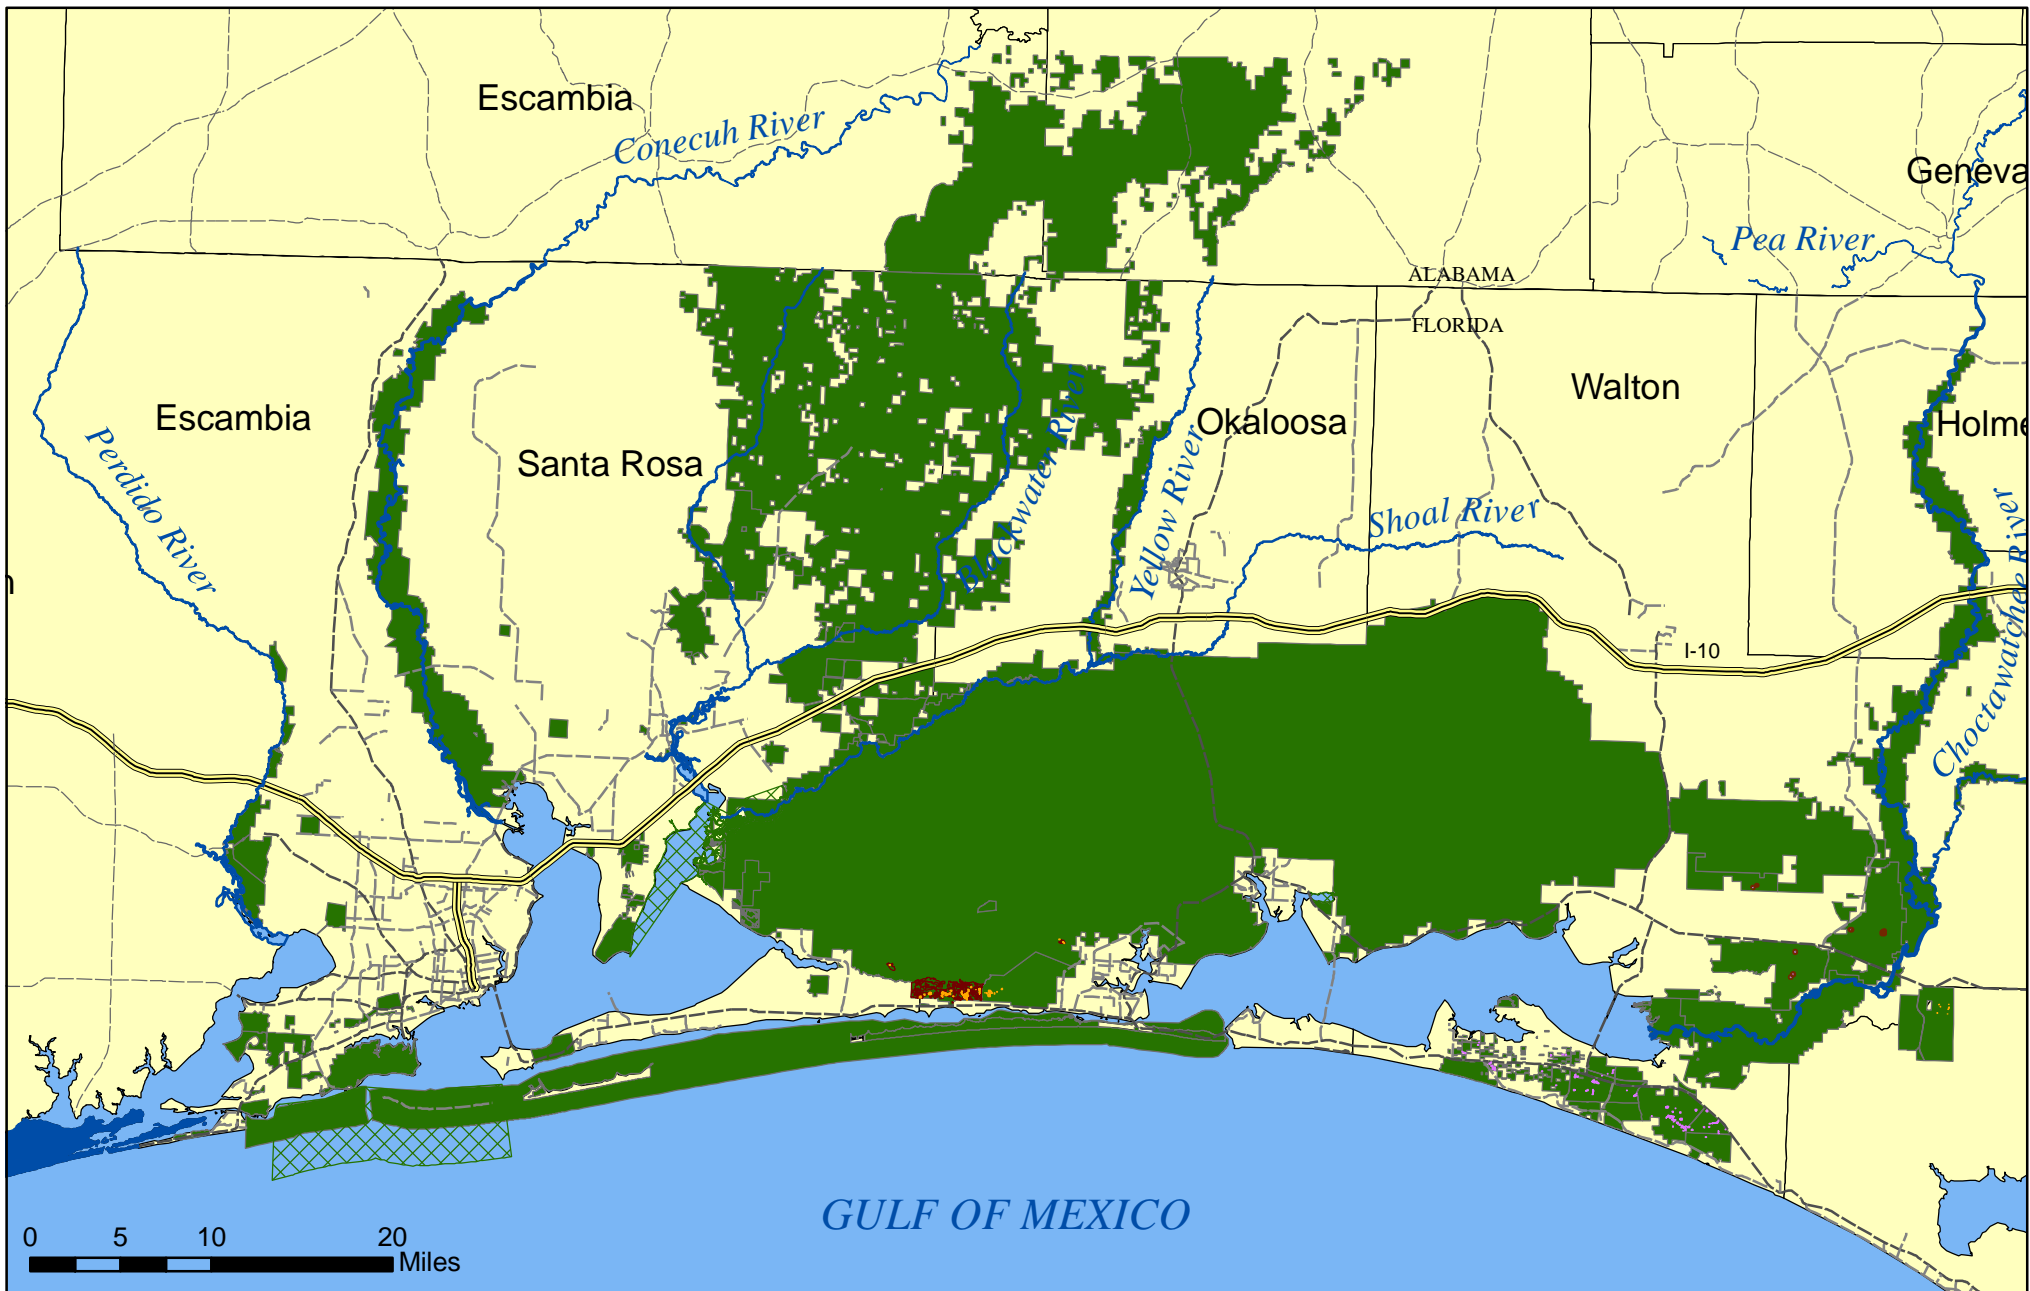 Escambia
Conecuh River
Geneva
Pea River
ALABAMA
FLORIDA
Escambia
Perdido River
Santa Rosa
Blackwater River
Yellow River
Okaloosa
Walton
Shoal River
Holme
Choctawatchee River
n
I-10
GULF OF MEXICO
0 5 10 20
Miles